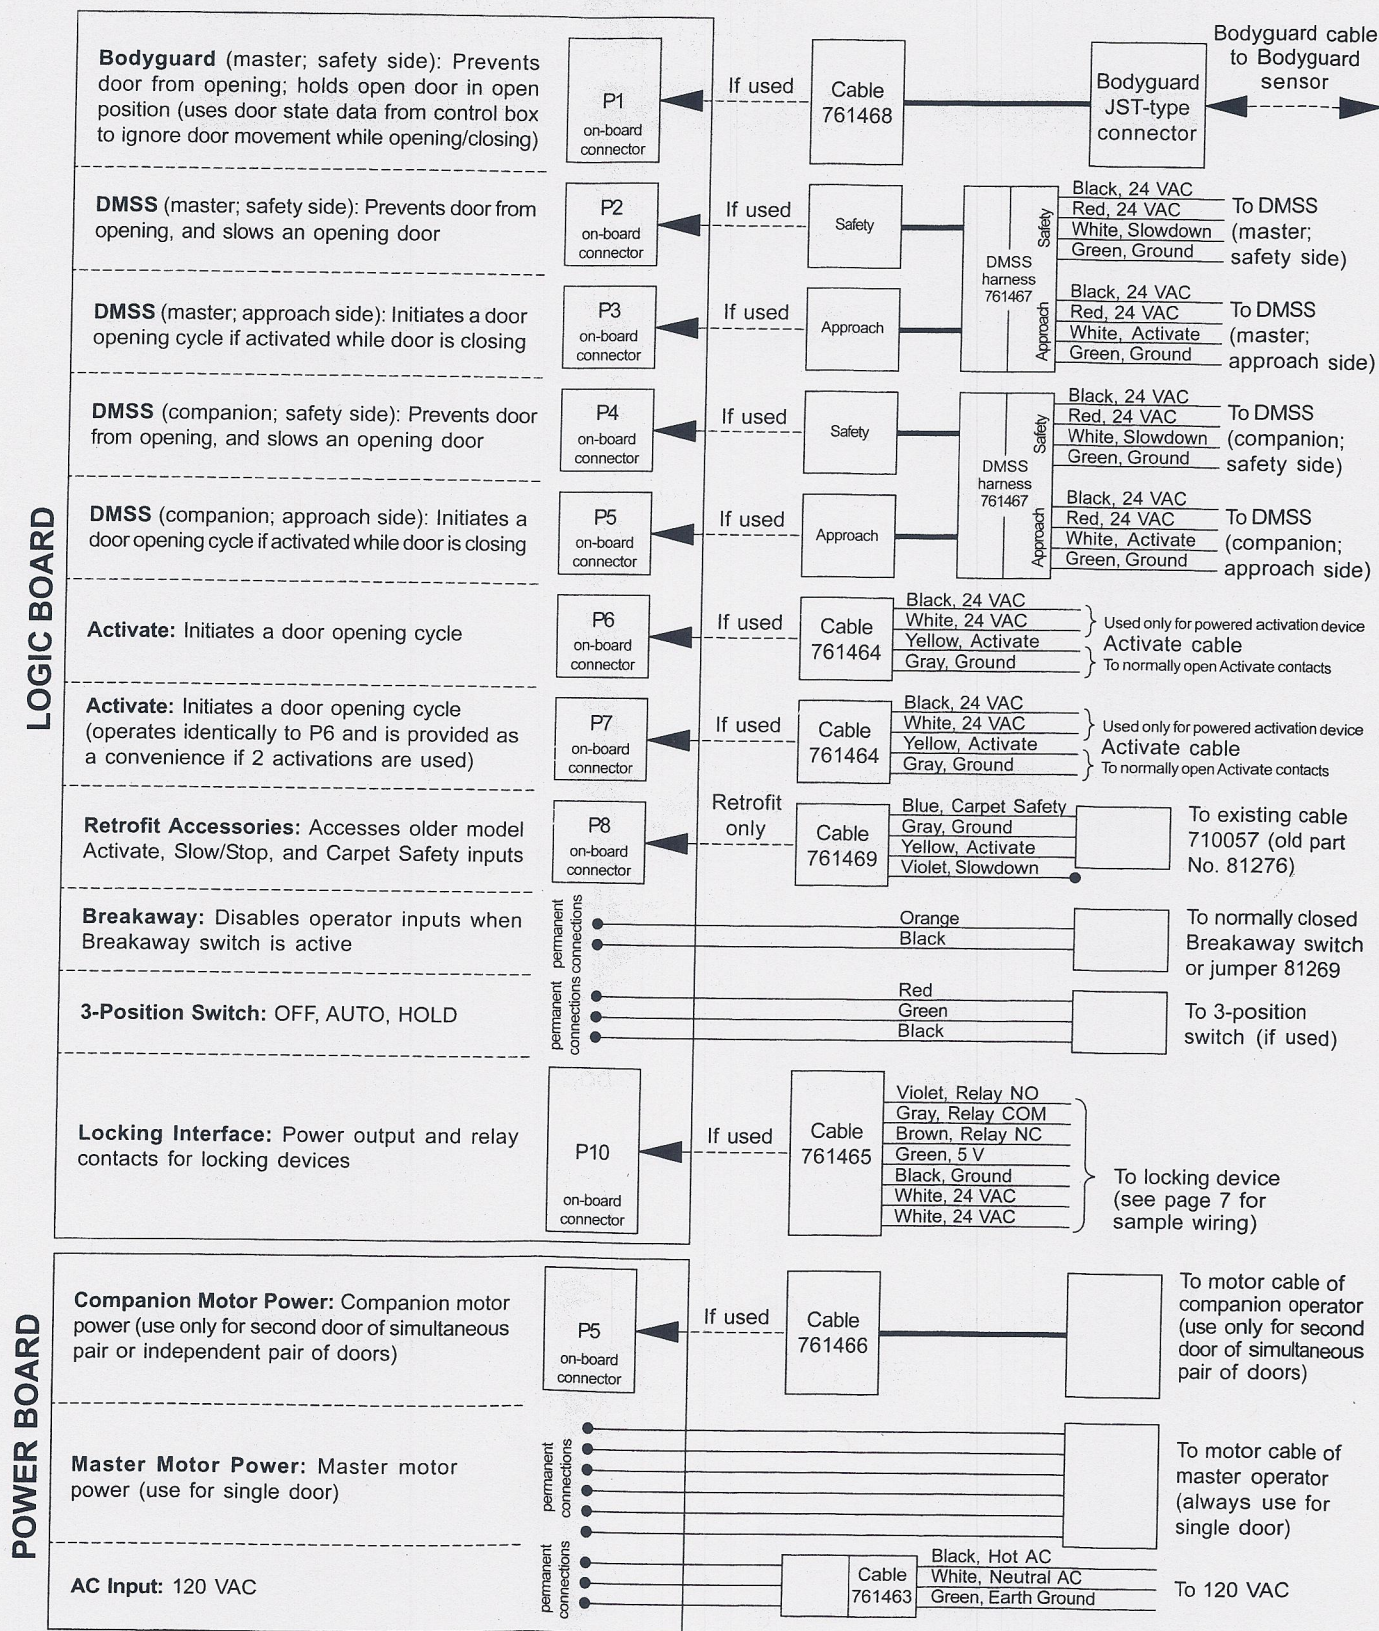 LOGIC BOARD
Bodyguard (master; safety side): Prevents
door from opening; holds open door in open
position (uses door state data from control box
to ignore door movement while opening/closing)
P1
on-board
connector
If used
Cable
761468
Bodyguard
JST-type
connector
Bodyguard cable
to Bodyguard
sensor
DMSS (master; safety side): Prevents door from
opening, and slows an opening door
P2
on-board
connector
If used
Safety
DMSS
harness
761467
Safety
Approach
Black, 24 VAC
Red, 24 VAC
White, Slowdown
Green, Ground
To DMSS
(master;
safety side)
DMSS (master; approach side): Initiates a door
opening cycle if activated while door is closing
P3
on-board
connector
If used
Approach
Black, 24 VAC
Red, 24 VAC
White, Activate
Green, Ground
To DMSS
(master;
approach side)
DMSS (companion; safety side): Prevents door
from opening, and slows an opening door
P4
on-board
connector
If used
Safety
DMSS
harness
761467
Safety
Approach
Black, 24 VAC
Red, 24 VAC
White, Slowdown
Green, Ground
To DMSS
(companion;
safety side)
DMSS (companion; approach side): Initiates a
door opening cycle if activated while door is closing
P5
on-board
connector
If used
Approach
Black, 24 VAC
Red, 24 VAC
White, Activate
Green, Ground
To DMSS
(companion;
approach side)
Activate: Initiates a door opening cycle
P6
on-board
connector
If used
Cable
761464
Black, 24 VAC
White, 24 VAC
Yellow, Activate
Gray, Ground
Used only for powered activation device
Activate cable
To normally open Activate contacts
Activate: Initiates a door opening cycle
(operates identically to P6 and is provided as
a convenience if 2 activations are used)
P7
on-board
connector
If used
Cable
761464
Black, 24 VAC
White, 24 VAC
Yellow, Activate
Gray, Ground
Used only for powered activation device
Activate cable
To normally open Activate contacts
Retrofit Accessories: Accesses older model
Activate, Slow/Stop, and Carpet Safety inputs
P8
on-board
connector
Retrofit
only
Cable
761469
Blue, Carpet Safety
Gray, Ground
Yellow, Activate
Violet, Slowdown
To existing cable
710057 (old part
No. 81276)
Breakaway: Disables operator inputs when
Breakaway switch is active
permanent
connections
Orange
Black
To normally closed
Breakaway switch
or jumper 81269
3-Position Switch: OFF, AUTO, HOLD
permanent
connections
Red
Green
Black
To 3-position
switch (if used)
Locking Interface: Power output and relay
contacts for locking devices
P10
on-board
connector
If used
Cable
761465
Violet, Relay NO
Gray, Relay COM
Brown, Relay NC
Green, 5 V
Black, Ground
White, 24 VAC
White, 24 VAC
To locking device
(see page 7 for
sample wiring)
POWER BOARD
Companion Motor Power: Companion motor
power (use only for second door of simultaneous
pair or independent pair of doors)
P5
on-board
connector
If used
Cable
761466
To motor cable of
companion operator
(use only for second
door of simultaneous
pair of doors)
Master Motor Power: Master motor
power (use for single door)
permanent
connections
To motor cable of
master operator
(always use for
single door)
AC Input: 120 VAC
permanent
connections
Cable
761463
Black, Hot AC
White, Neutral AC
Green, Earth Ground
To 120 VAC